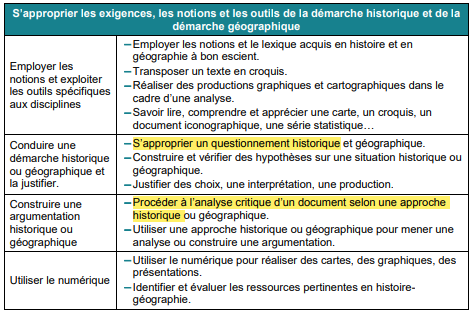 S'approprier les exigences, les notions et les outils de la démarche historique et de la
démarche géographique
Employer les
notions et exploiter
les outils spécifiques
aux disciplines
− Employer les notions et le lexique acquis en histoire et en
géographie à bon escient.
− Transposer un texte en croquis.
− Réaliser des productions graphiques et cartographiques dans le
cadre d'une analyse.
− Savoir lire, comprendre et apprécier une carte, un croquis, un
document iconographique, une série statistique…
Conduire une
démarche historique
ou géographique et
la justifier.
− S'approprier un questionnement historique et géographique.
− Construire et vérifier des hypothèses sur une situation historique ou
géographique.
− Justifier des choix, une interprétation, une production.
Construire une
argumentation
historique ou
géographique
− Procéder à l'analyse critique d'un document selon une approche
historique ou géographique.
− Utiliser une approche historique ou géographique pour mener une
analyse ou construire une argumentation.
Utiliser le numérique
− Utiliser le numérique pour réaliser des cartes, des graphiques, des
présentations.
− Identifier et évaluer les ressources pertinentes en histoire-
géographie.